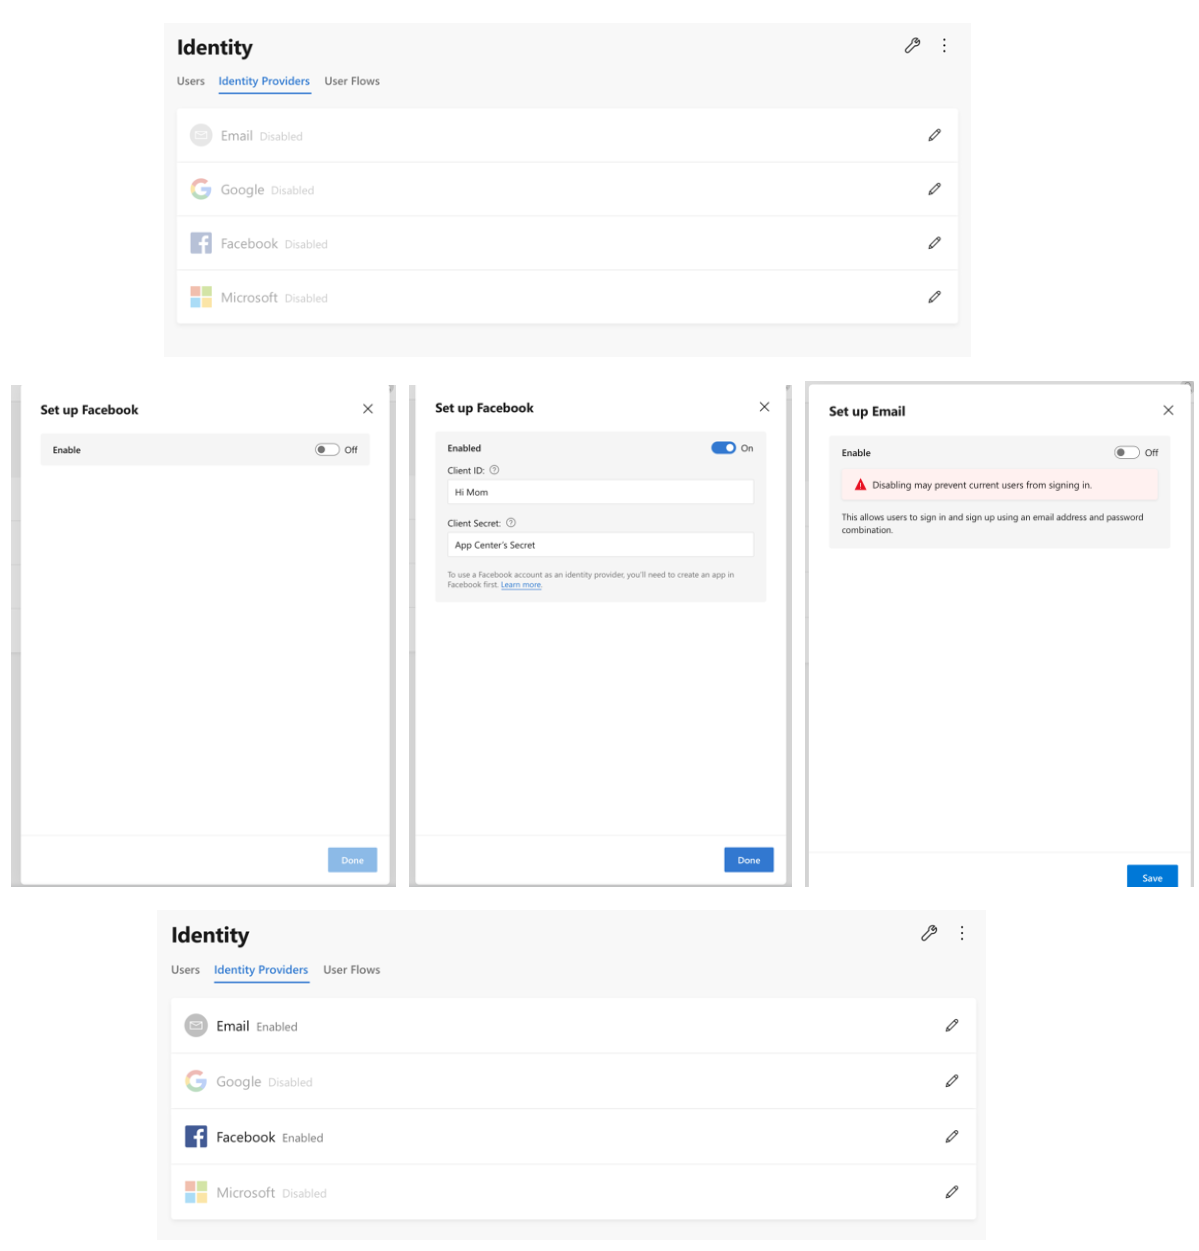 Identity
Users Identity Providers User Flows
Email Disabled
Google Disabled
Facebook Disabled
Microsoft Disabled
Set up Facebook
Enable Off
Done
Set up Facebook
Enabled On
Client ID:
Hi Mom
Client Secret:
App Center's Secret
To use a Facebook account as an identity provider, you'll need to create an app in
Facebook first. Learn more.
Done
Set up Email
Enable Off
Disabling may prevent current users from signing in.
This allows users to sign in and sign up using an email address and password
combination.
Save
Identity
Users Identity Providers User Flows
Email Enabled
Google Disabled
Facebook Enabled
Microsoft Disabled